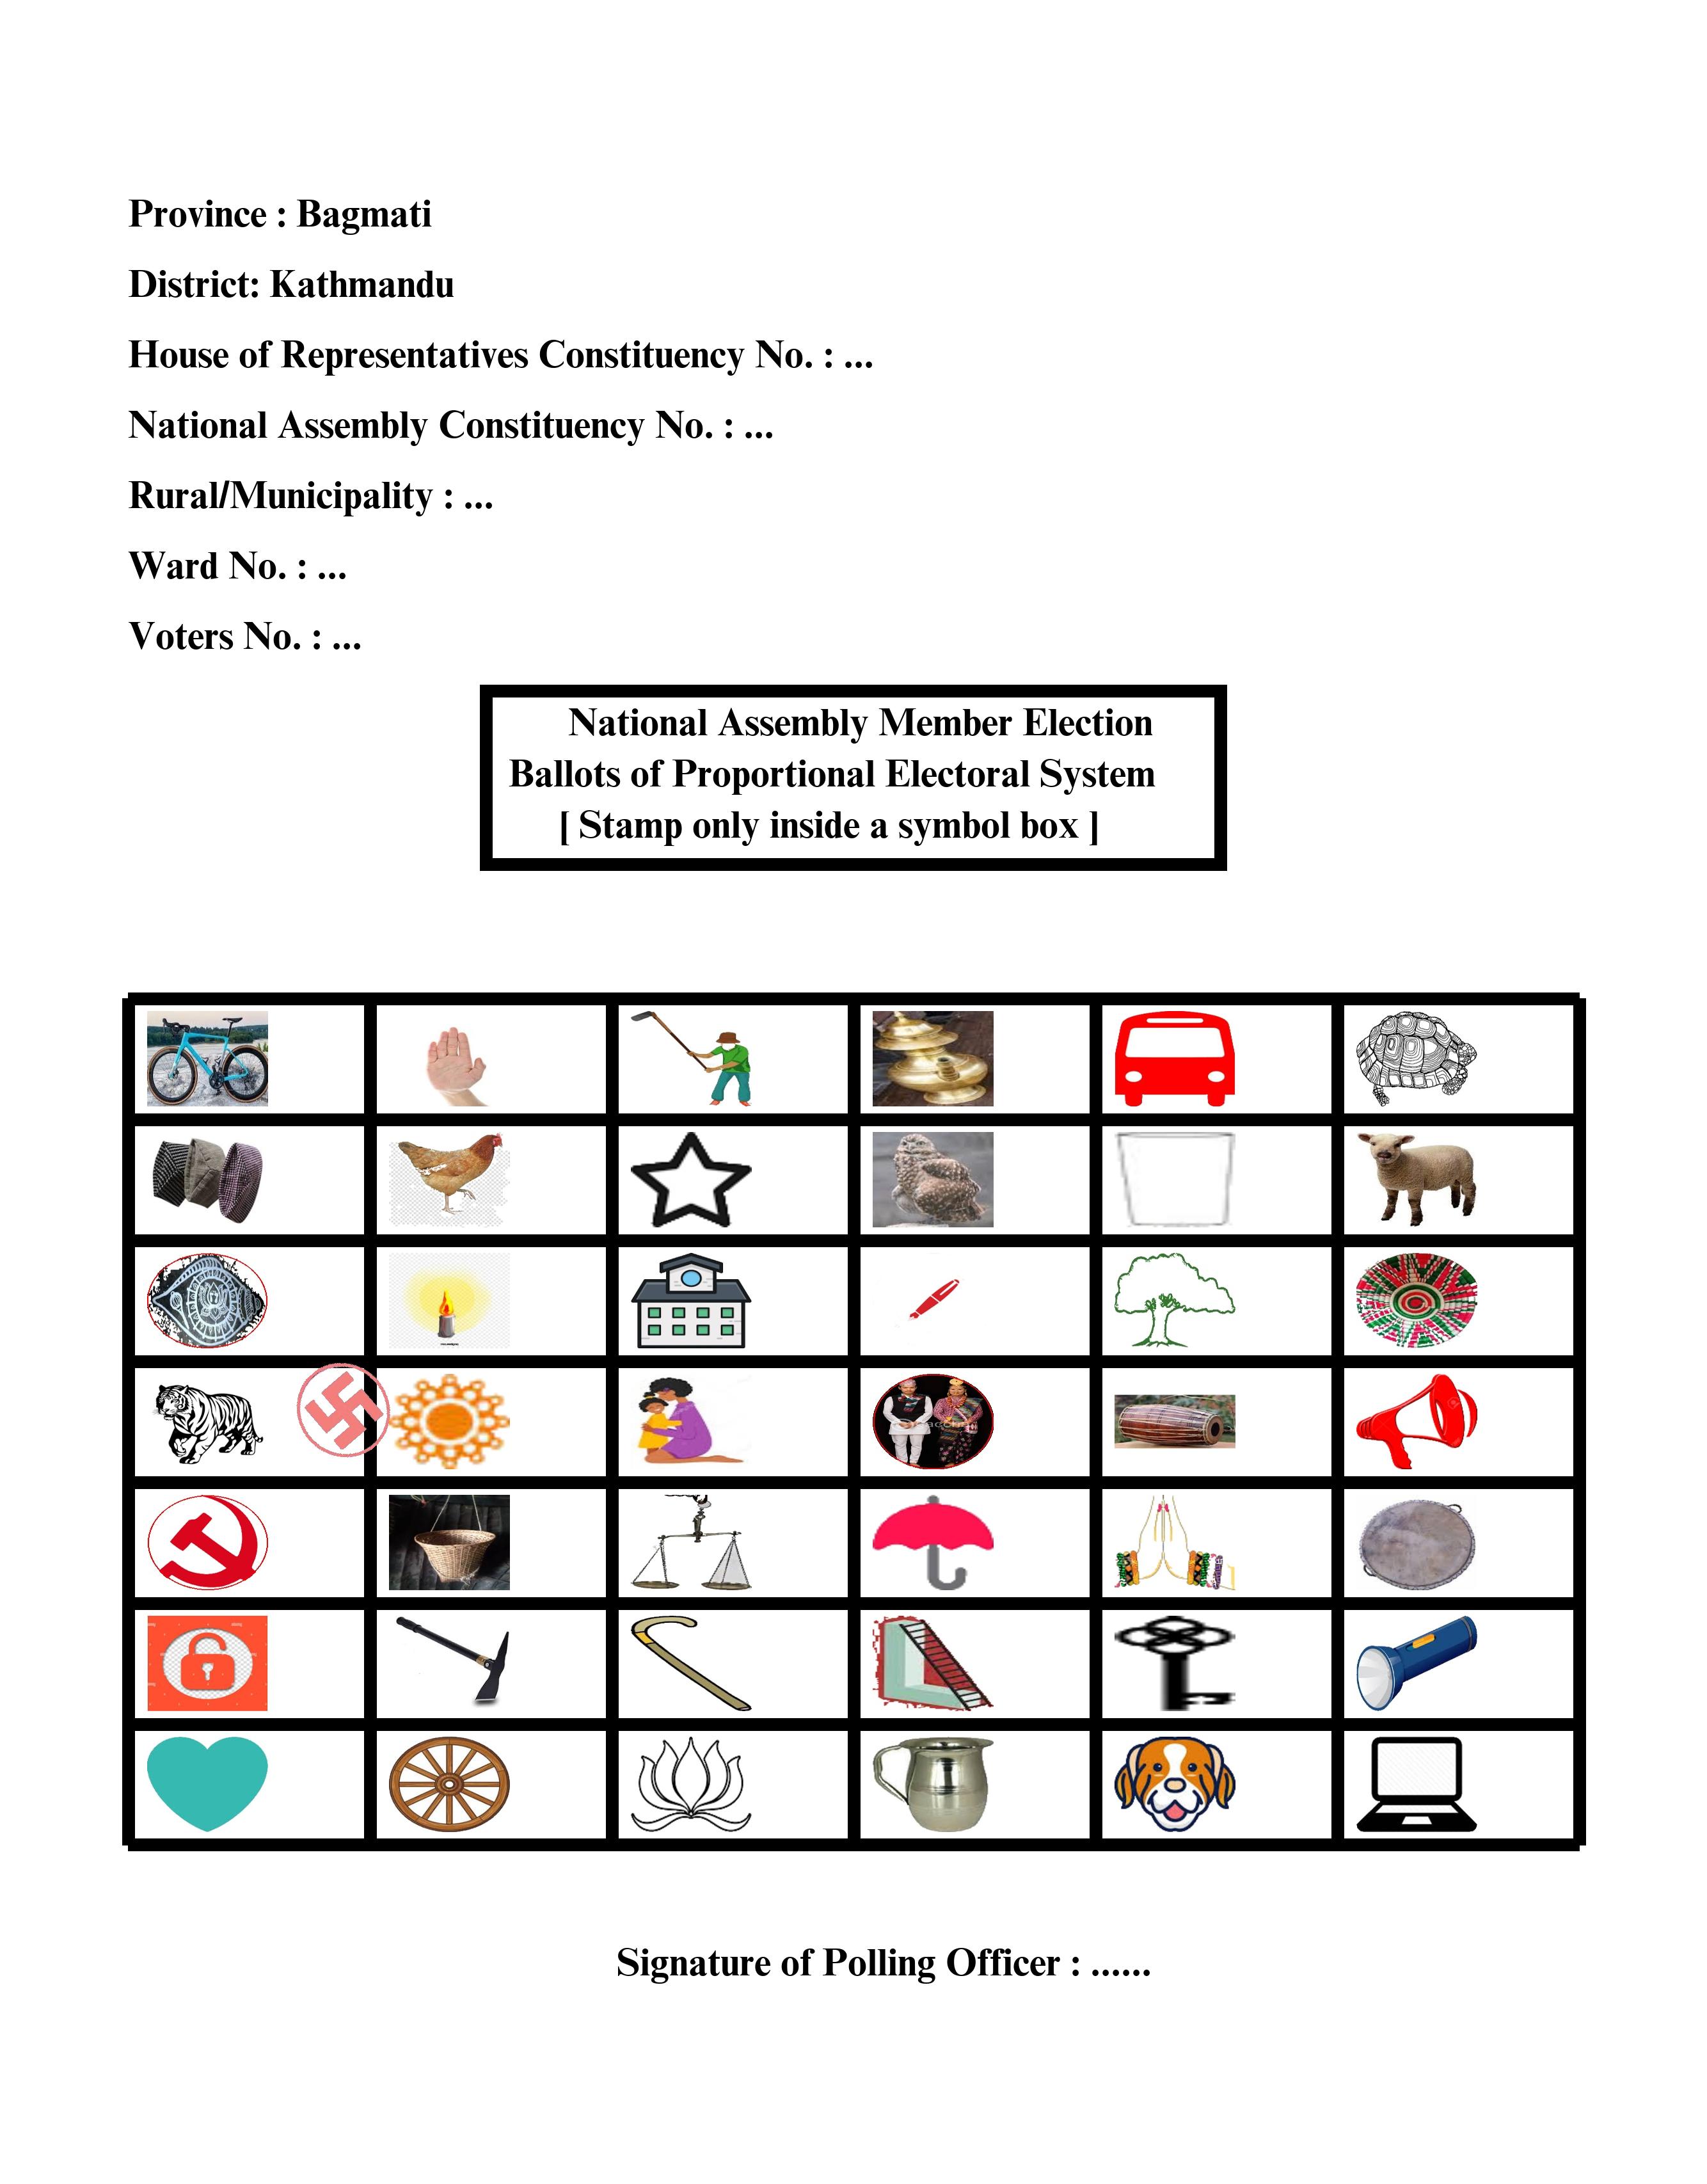 Province : Bagmati
District: Kathmandu
House of Representatives Constituency No. : ...
National Assembly Constituency No. : ...
Rural/Municipality : ...
Ward No. : ...
Voters No. : ...
National Assembly Member Election
Ballots of Proportional Electoral System
[ Stamp only inside a symbol box ]
Signature of Polling Officer : ......